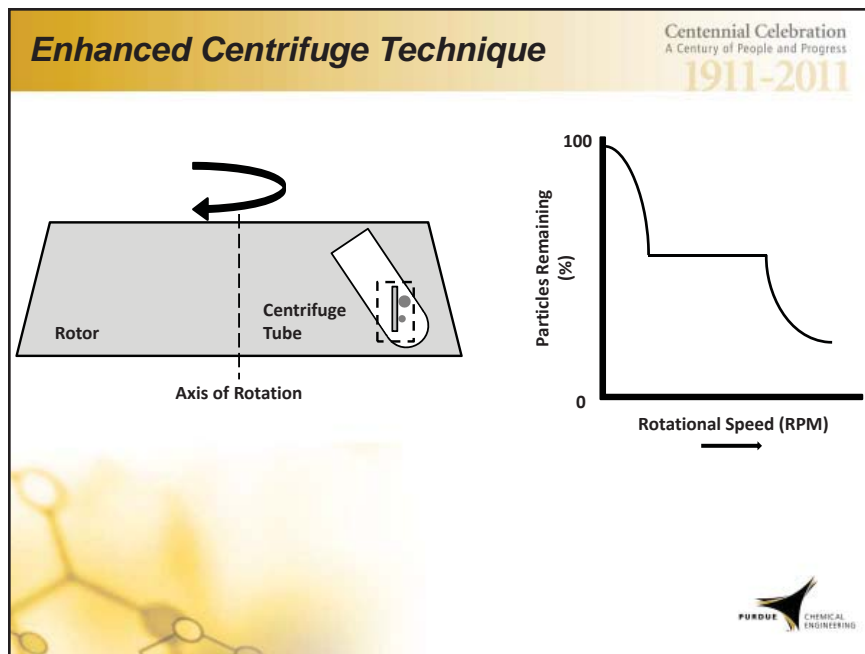 Enhanced Centrifuge Technique
Centennial Celebration
A Century of People and Progress
1911-2011
Rotor
Centrifuge
Tube
Axis of Rotation
100
Particles Remaining
(%)
0
Rotational Speed (RPM)
PURDUE
CHEMICAL
ENGINEERING